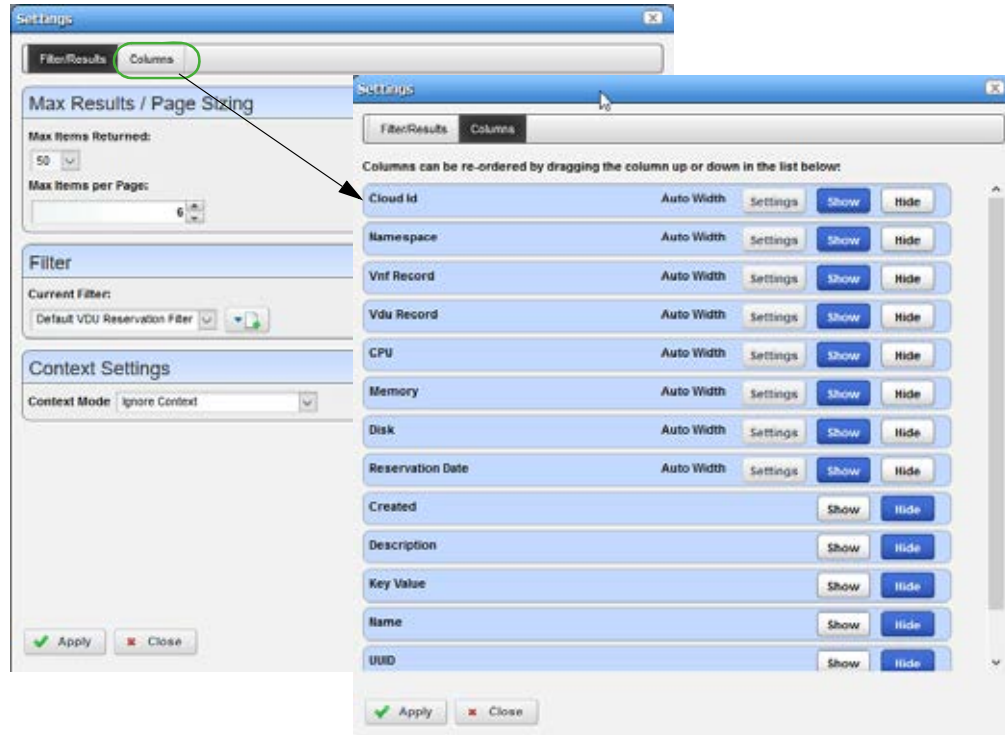 Settings
Filter/Results Columns
Max Results / Page Sizing
Max Items Returned:
50
Max Items per Page:
6
Filter
Current Filter:
Default VDU Reservation Filter
Context Settings
Context Mode Ignore Context
Apply Close
Settings
Filter/Results Columns
Columns can be re-ordered by dragging the column up or down in the list below:
Cloud Id Auto Width Settings Show Hide
Namespace Auto Width Settings Show Hide
Vnf Record Auto Width Settings Show Hide
Vdu Record Auto Width Settings Show Hide
CPU Auto Width Settings Show Hide
Memory Auto Width Settings Show Hide
Disk Auto Width Settings Show Hide
Reservation Date Auto Width Settings Show Hide
Created Show Hide
Description Show Hide
Key Value Show Hide
Name Show Hide
UUID Show Hide
Apply Close